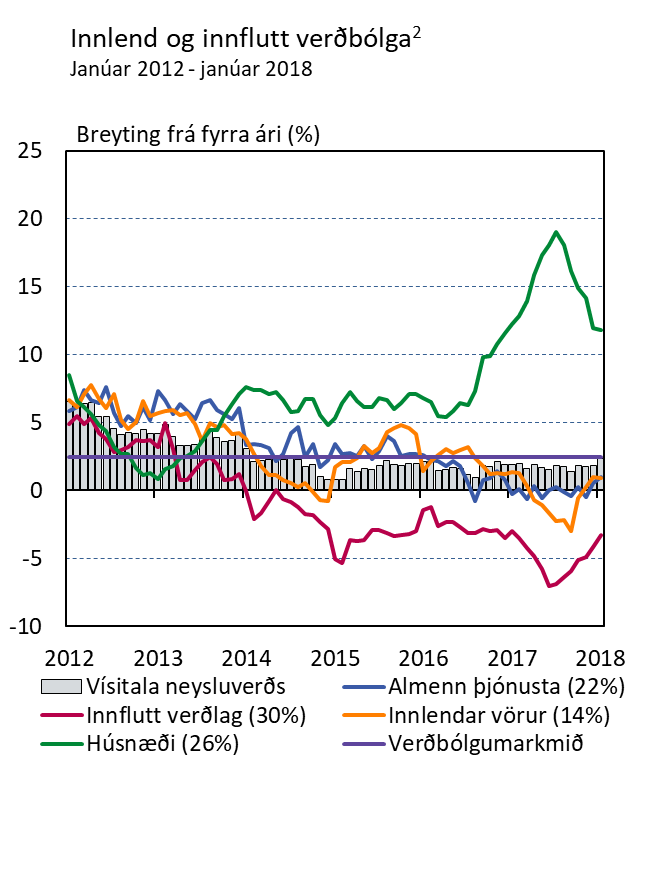 Innlend og innflutt verðbólga²
Janúar 2012 - janúar 2018
Breyting frá fyrra ári (%)
25
20
15
10
5
0
-5
-10
2012 2013 2014 2015 2016 2017 2018
Vísitala neysluverðs Almenn þjónusta (22%)
Innflutt verðlag (30%) Innlendar vörur (14%)
Húsnæði (26%) Verðbólgumarkmið